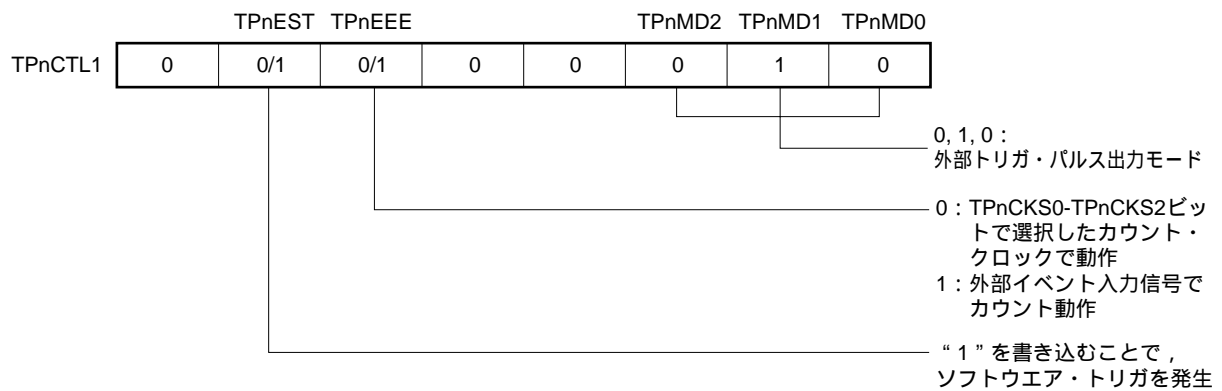 TPnEST TPnEEE TPnMD2 TPnMD1 TPnMD0
TPnCTL1 0 0/1 0/1 0 0 0 1 0
0, 1, 0：
外部トリガ・パルス出力モード
0：TPnCKS0-TPnCKS2ビッ
トで選択したカウント・
クロックで動作
1：外部イベント入力信号で
カウント動作
“1”を書き込むことで，
ソフトウエア・トリガを発生